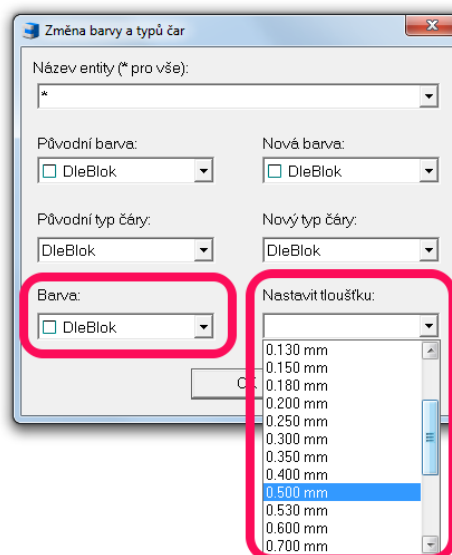 Změna barvy a typů čar
Název entity (* pro vše):
*
Původní barva:
Nová barva:
DleBlok
DleBlok
Původní typ čáry:
Nový typ čáry:
DleBlok
DleBlok
Barva:
Nastavit tloušťku:
DleBlok
0.130 mm
0.150 mm
0.180 mm
0.200 mm
0.250 mm
0.300 mm
0.350 mm
0.400 mm
0.500 mm
0.530 mm
0.600 mm
0.700 mm